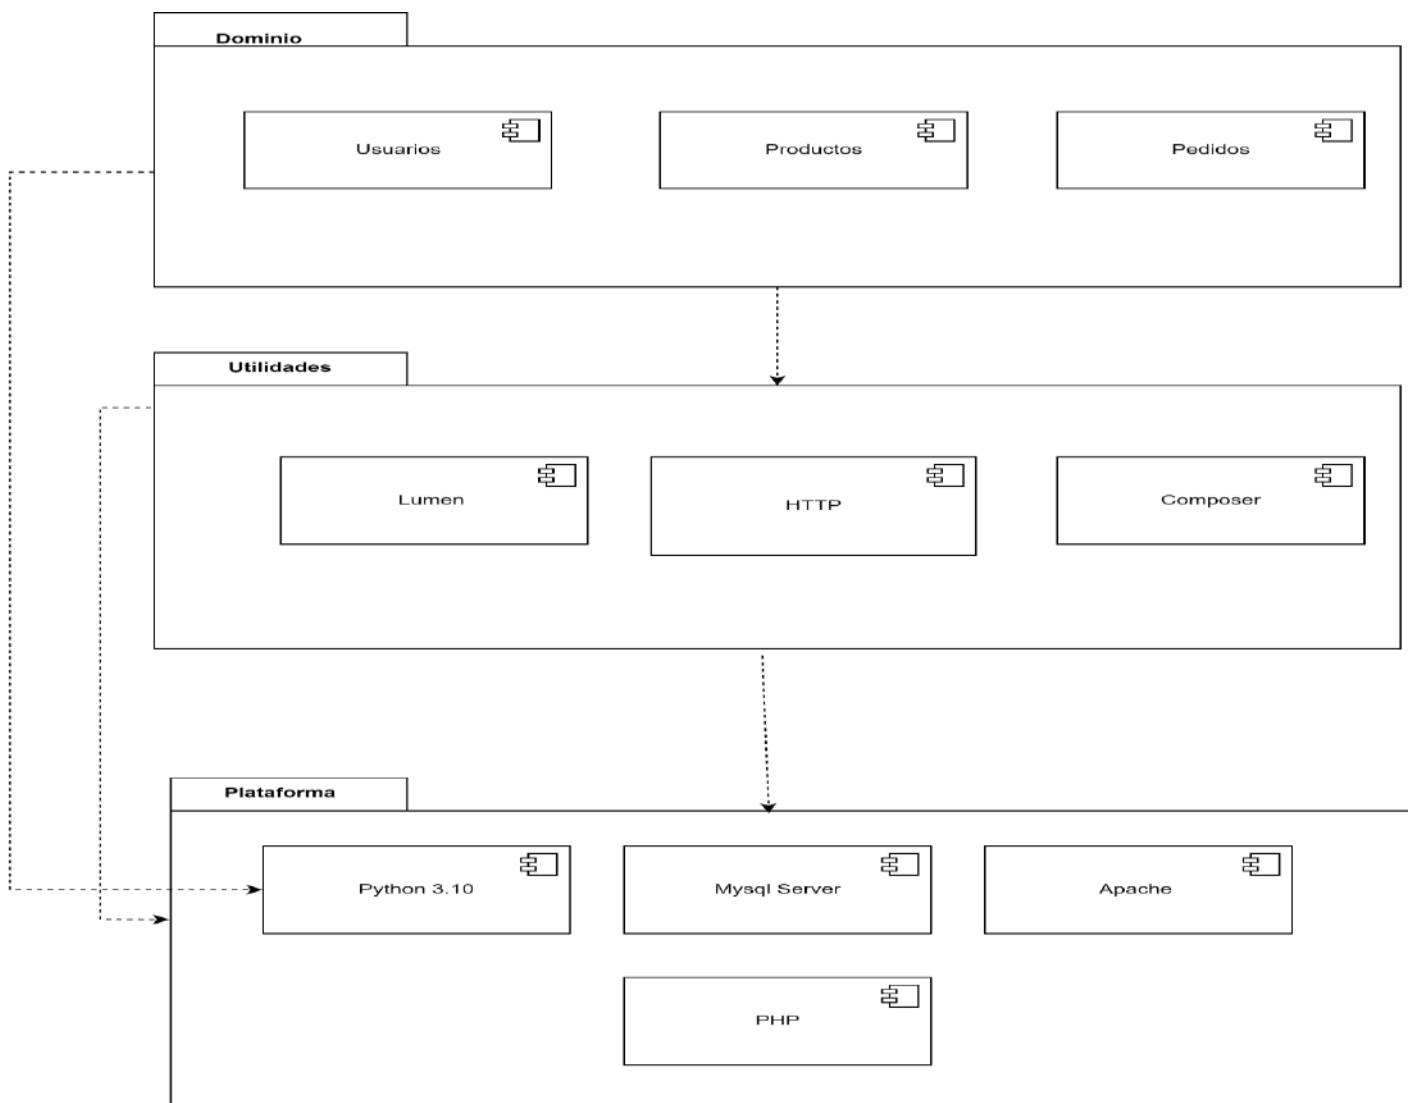 Dominio
Usuarios
Productos
Pedidos
Utilidades
Lumen
HTTP
Composer
Plataforma
Python 3.10
Mysql Server
Apache
PHP